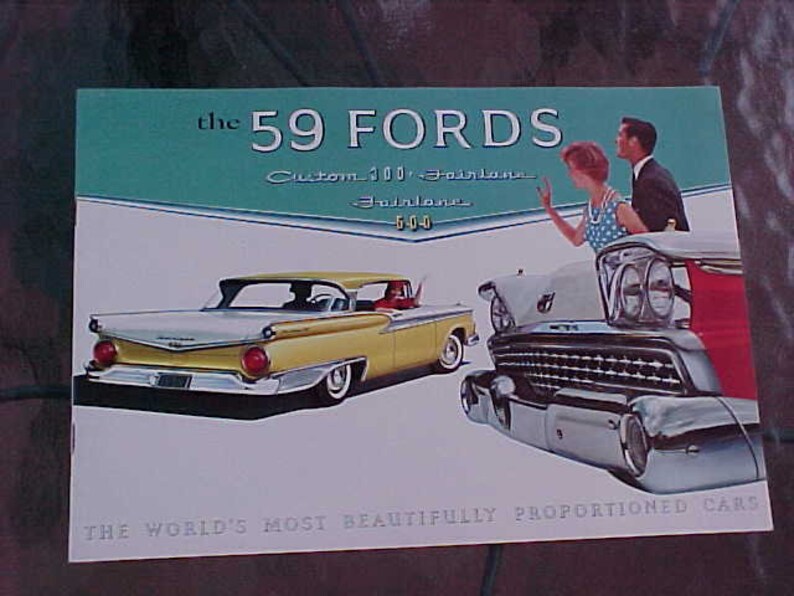 the 59 FORDS
Custom 300, Fairlane
Fairlane
500
THE WORLD'S MOST BEAUTIFULLY PROPORTIONED CARS